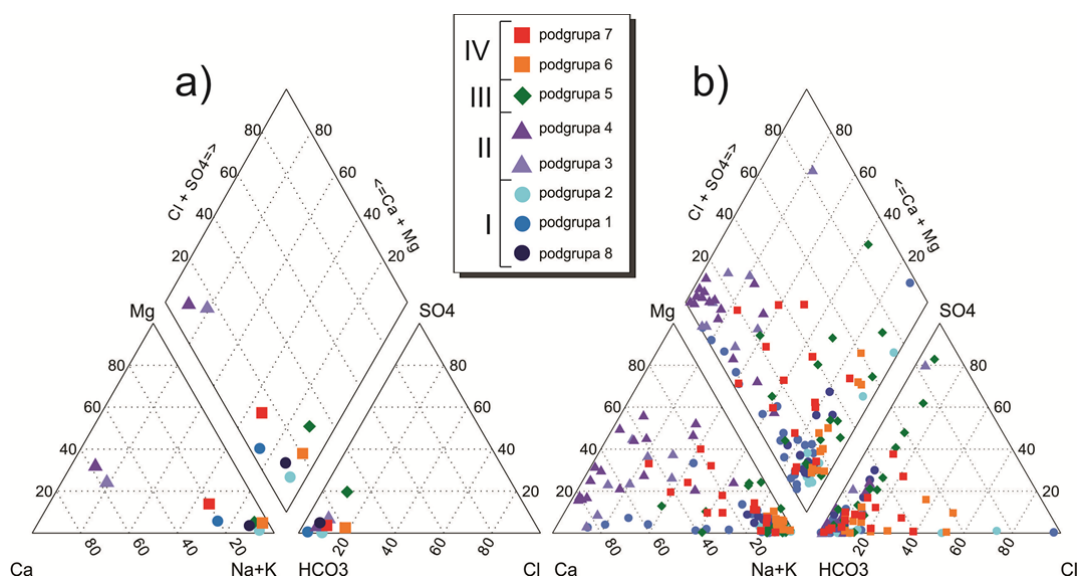 a)
b)
IV
III
II
I
podgrupa 7
podgrupa 6
podgrupa 5
podgrupa 4
podgrupa 3
podgrupa 2
podgrupa 1
podgrupa 8
80 80
60 60
40 40
20 20
Cl + SO4=>
<=Ca + Mg
Mg SO4
80 80
60 60
40 40
20 20
80 60 40 20 20 40 60 80
Ca Na+K HCO3 Cl
80 80
60 60
40 40
20 20
Cl + SO4=>
<=Ca + Mg
Mg SO4
80 80
60 60
40 40
20 20
80 60 40 20 20 40 60 80
Ca Na+K HCO3 Cl